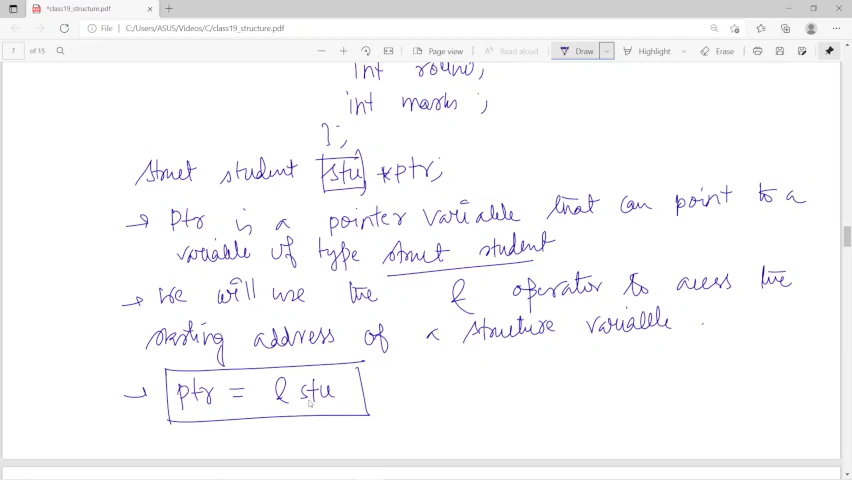 *class19_structure.pdf
File | C:/Users/ASUS/Videos/C/class19_structure.pdf
7 of 15 Page view Read aloud Draw Highlight Erase
int rollno;
int marks ;
};
struct student stu, *ptr;
→ ptr is a pointer variable that can point to a
variable of type struct student
→ we will use the & operator to access the
starting address of a structure variable.
→ ptr = & stu